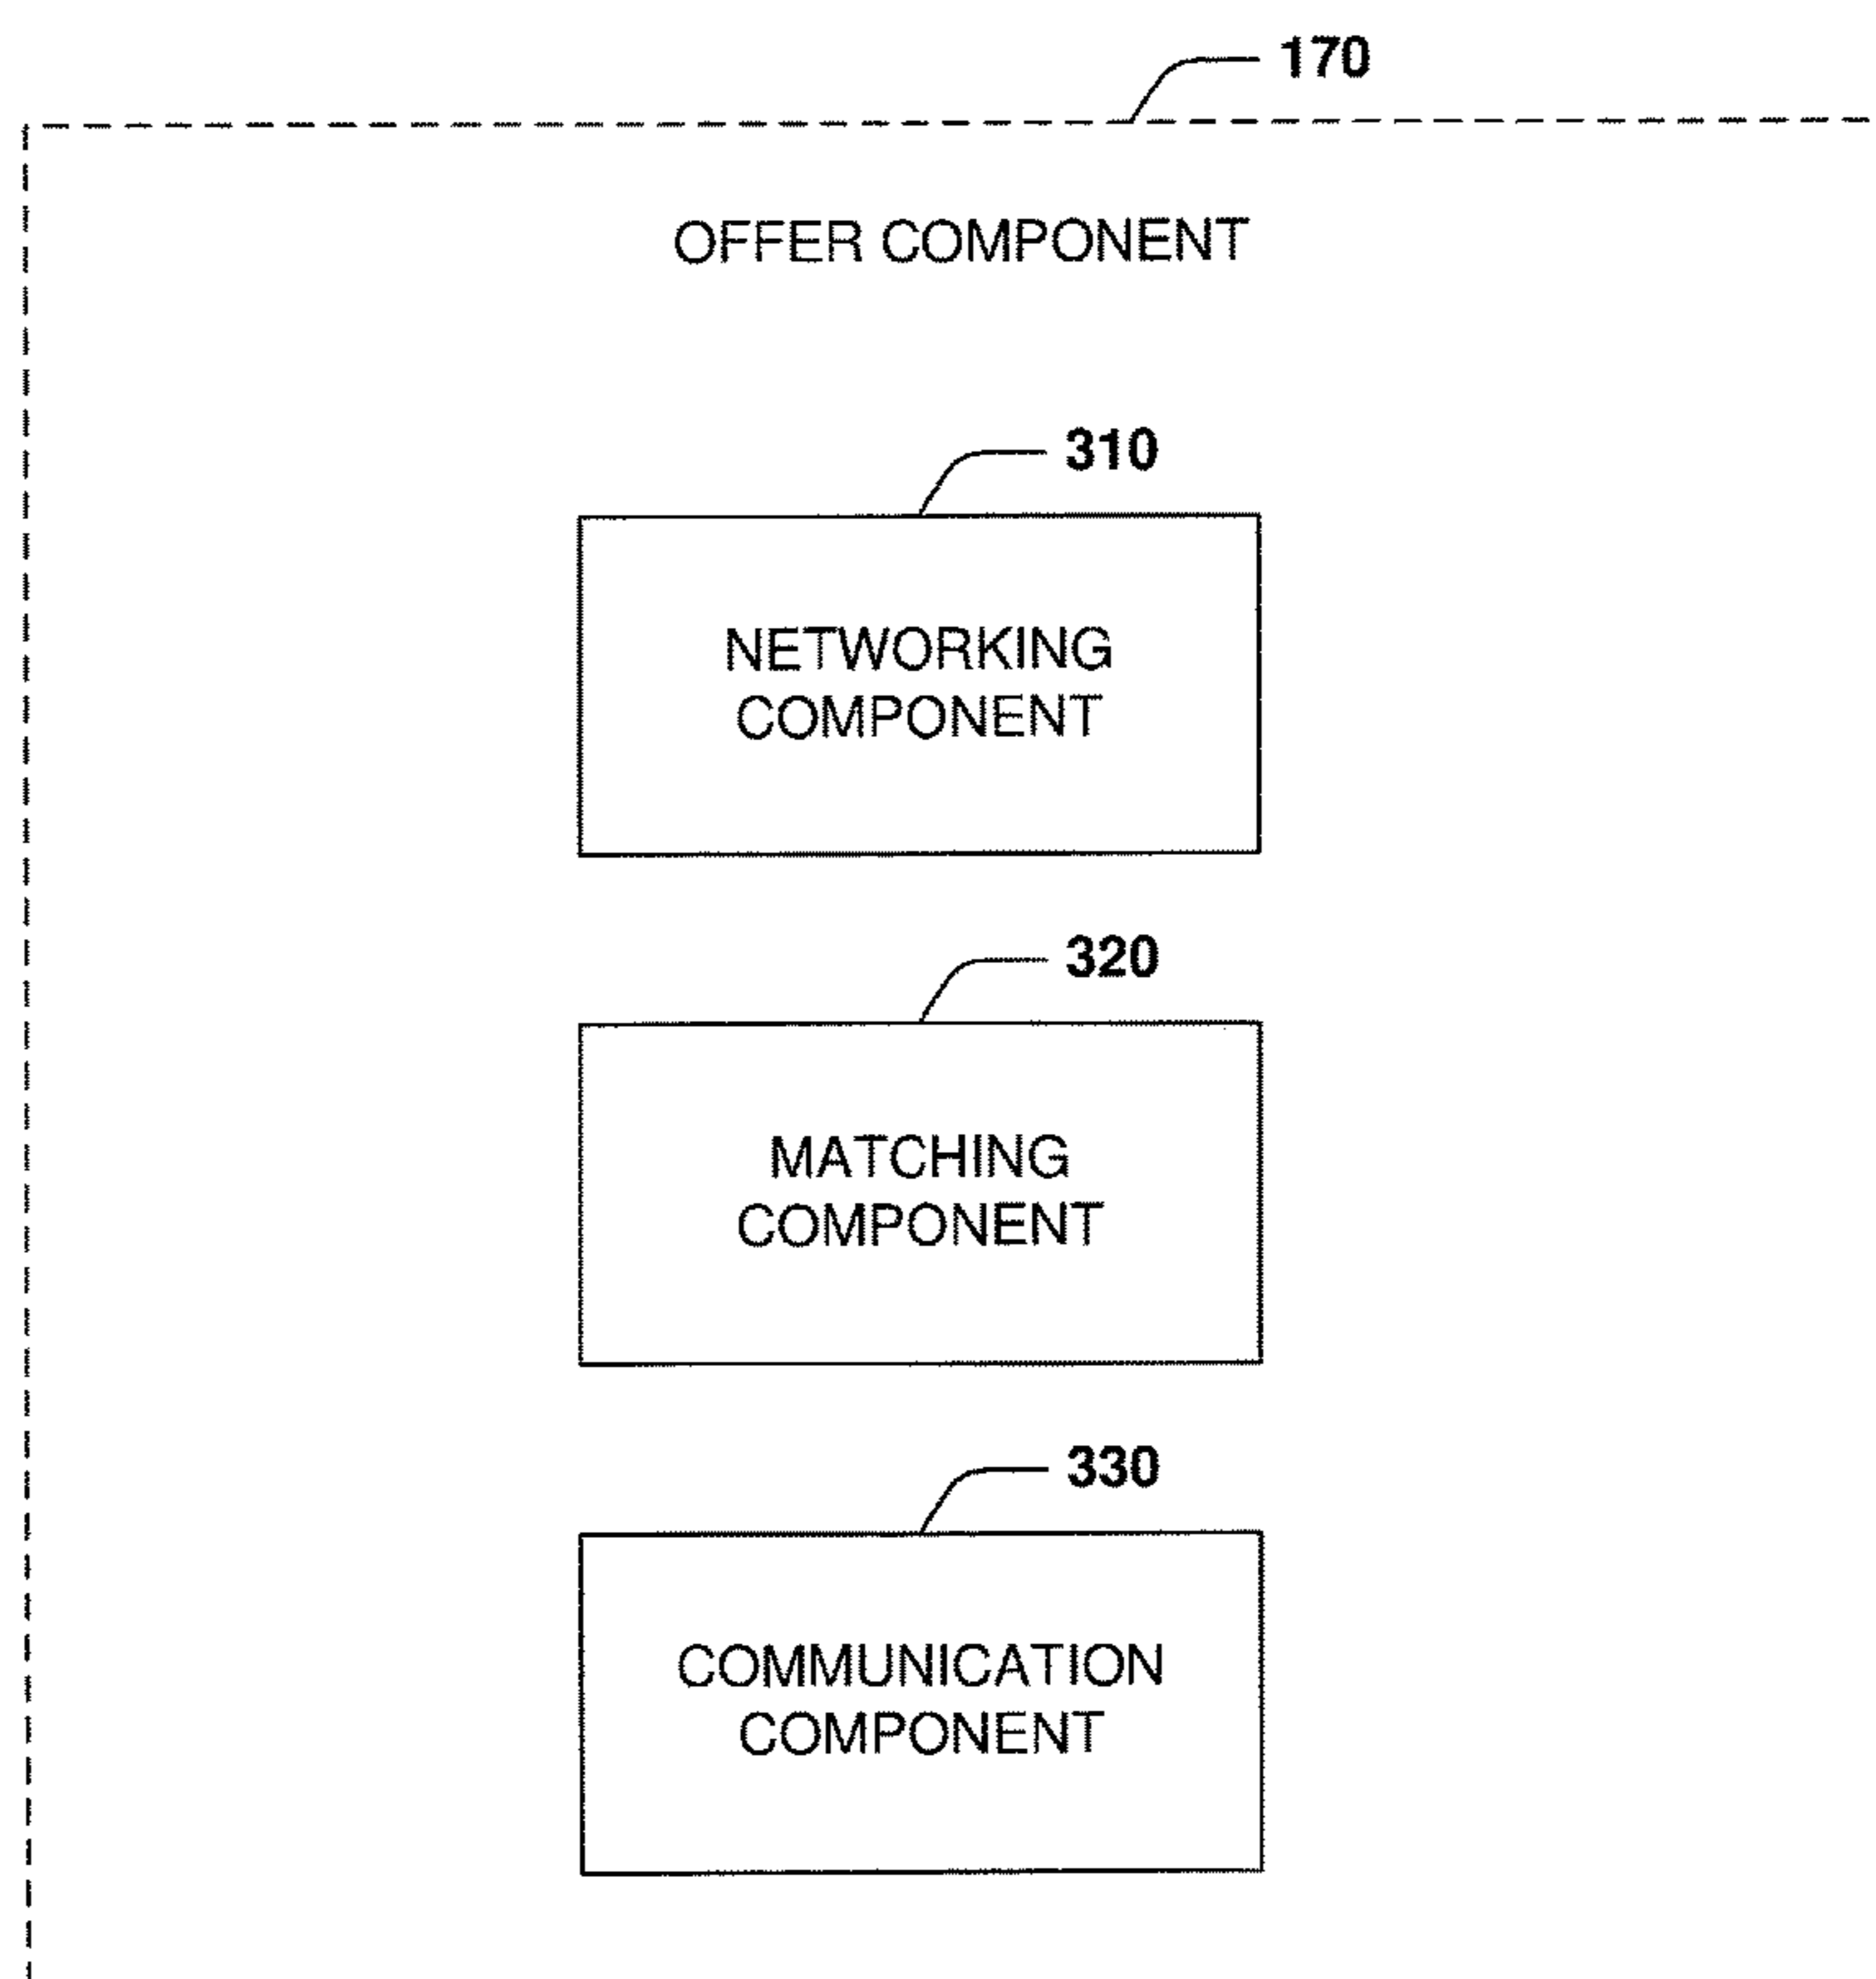 170
OFFER COMPONENT
310
NETWORKING
COMPONENT
320
MATCHING
COMPONENT
330
COMMUNICATION
COMPONENT